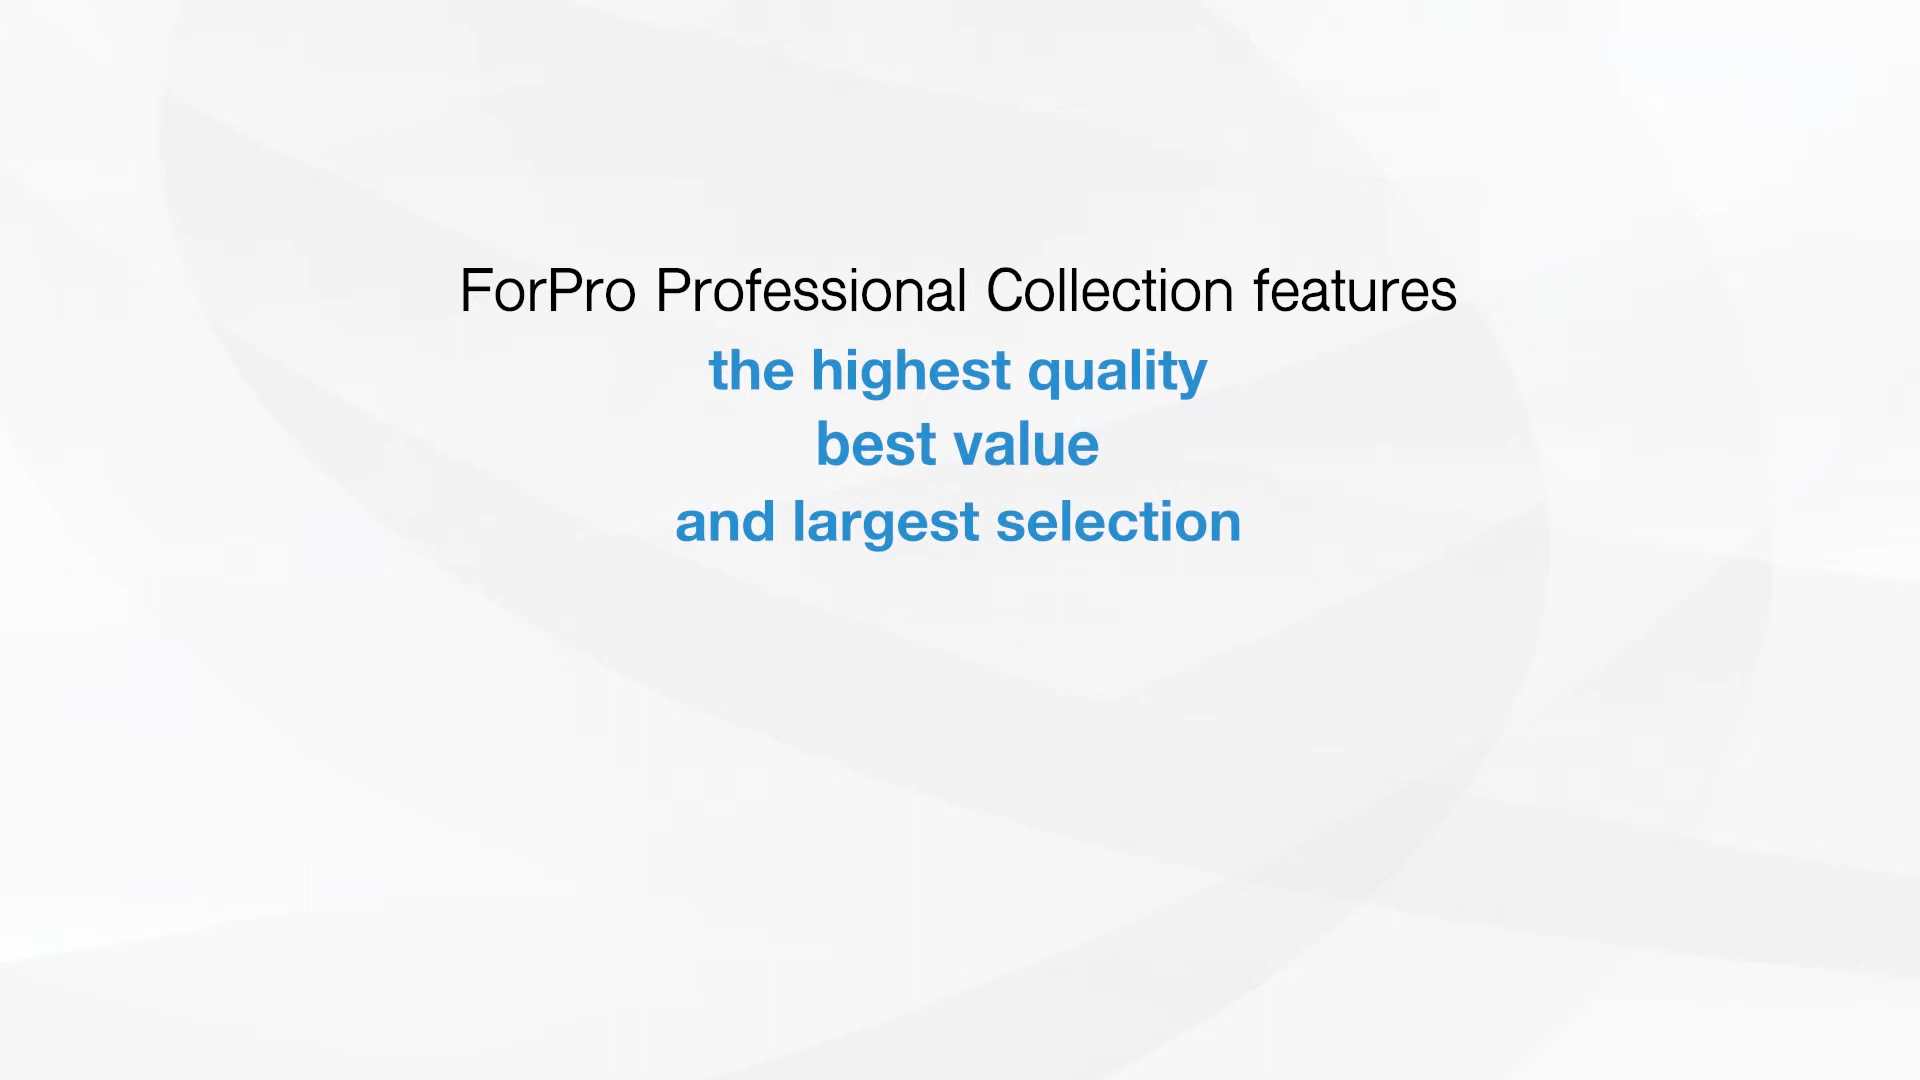 ForPro Professional Collection features
the highest quality
best value
and largest selection